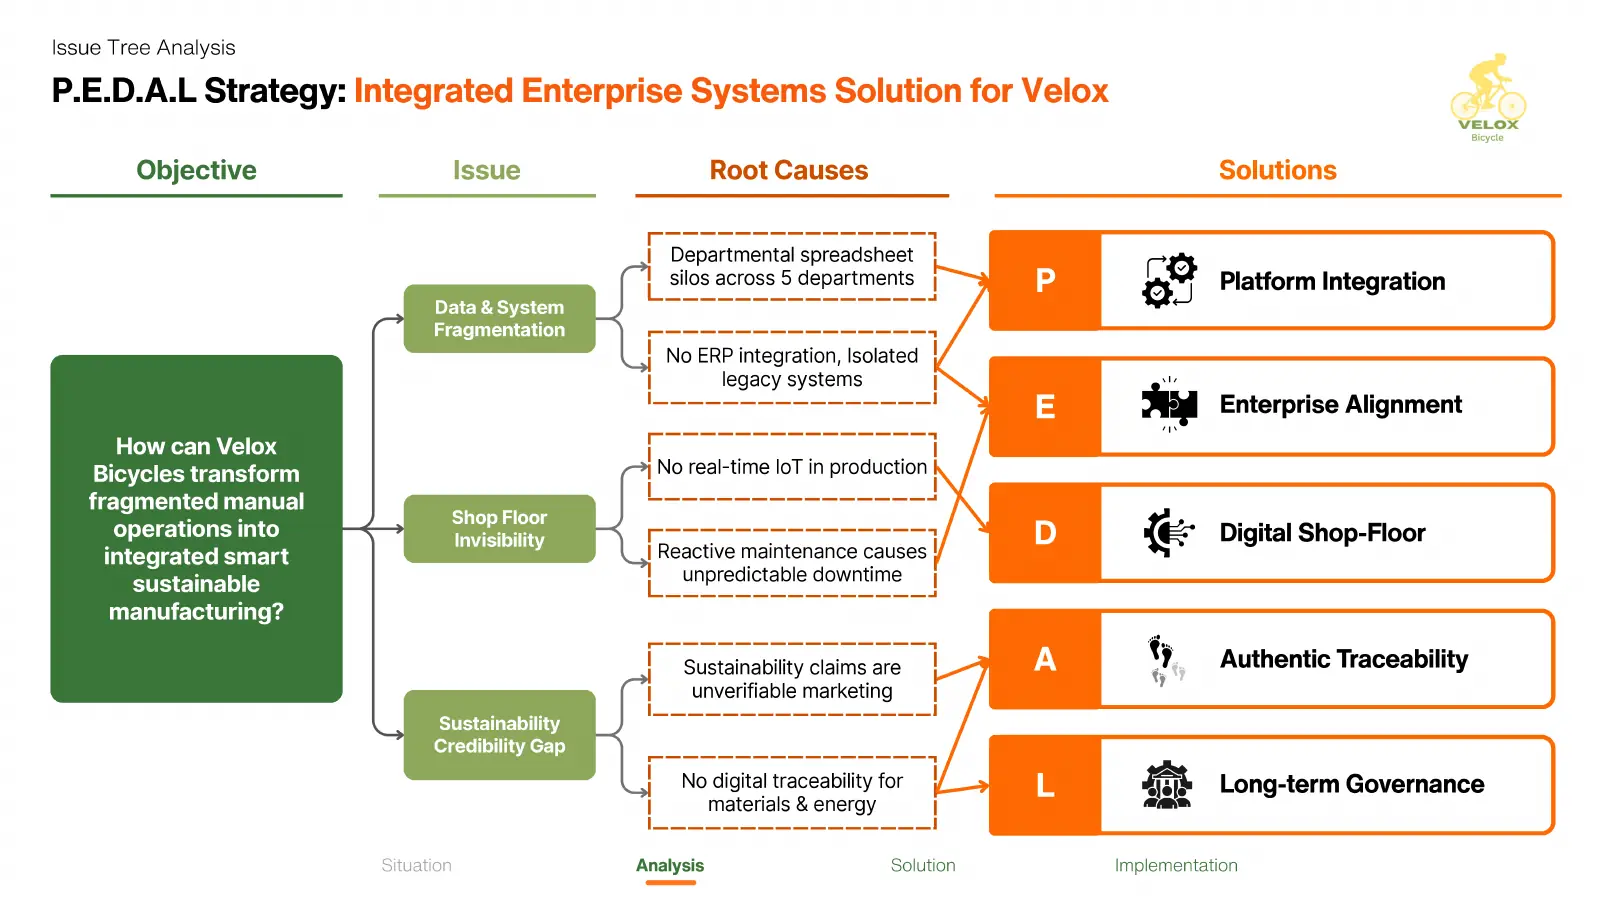 Issue Tree Analysis
P.E.D.A.L Strategy: Integrated Enterprise Systems Solution for Velox
VELOX
Bicycle
Objective
Issue
Root Causes
Solutions
How can Velox
Bicycles transform
fragmented manual
operations into
integrated smart
sustainable
manufacturing?
Data & System
Fragmentation
Shop Floor
Invisibility
Sustainability
Credibility Gap
Departmental spreadsheet
silos across 5 departments
No ERP integration, Isolated
legacy systems
No real-time IoT in production
Reactive maintenance causes
unpredictable downtime
Sustainability claims are
unverifiable marketing
No digital traceability for
materials & energy
P
Platform Integration
E
Enterprise Alignment
D
Digital Shop-Floor
A
Authentic Traceability
L
Long-term Governance
Situation
Analysis
Solution
Implementation